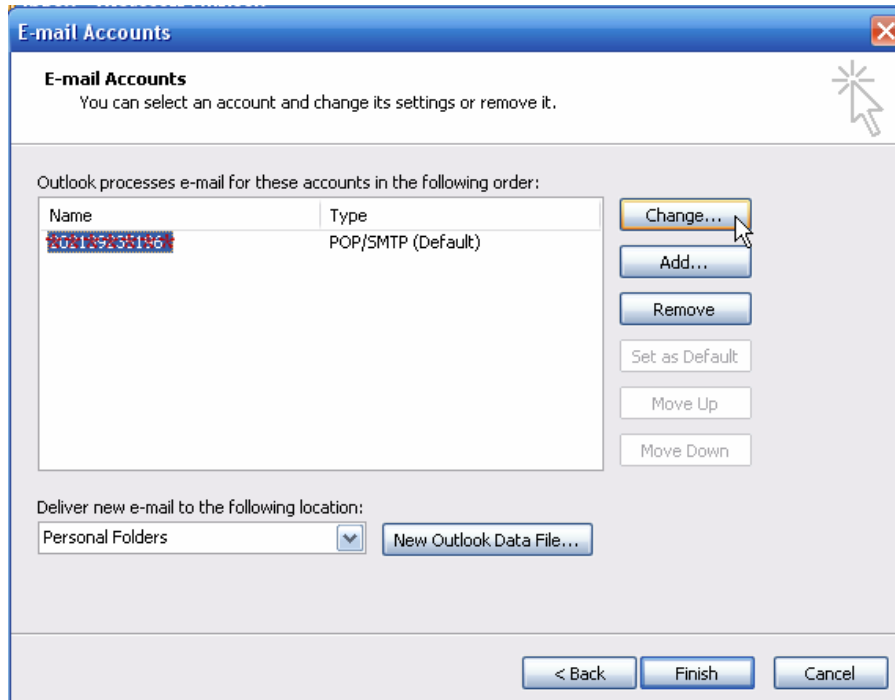 E-mail Accounts
E-mail Accounts
You can select an account and change its settings or remove it.
Outlook processes e-mail for these accounts in the following order:
Name Type
POP/SMTP (Default)
Change...
Add...
Remove
Set as Default
Move Up
Move Down
Deliver new e-mail to the following location:
Personal Folders New Outlook Data File...
< Back Finish Cancel